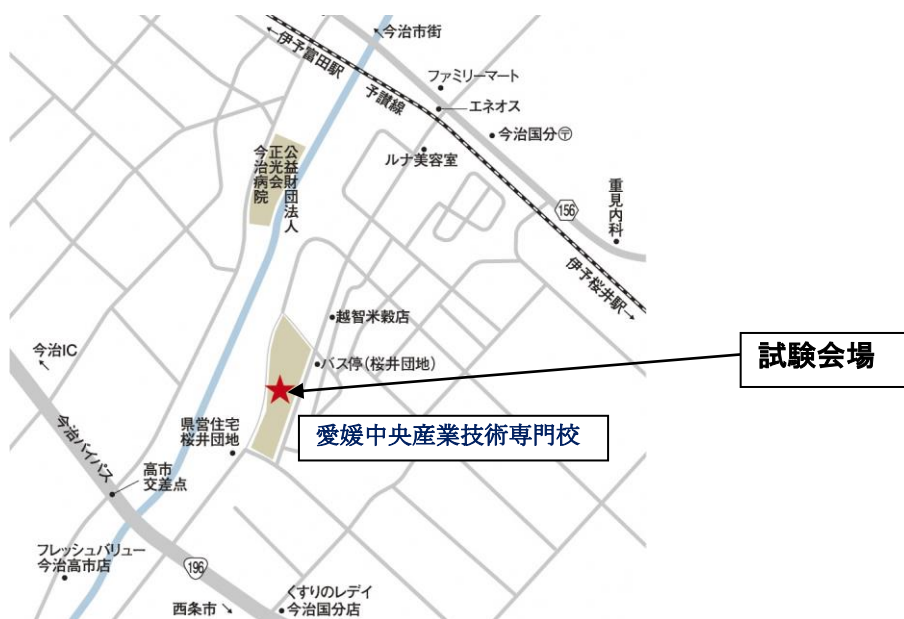 ↖今治市街
←伊予富田駅
ファミリーマート
予讃線
エネオス
今治国分〒
ルナ美容室
公益財団法人
正光会
今治病院
156
重見内科
伊予桜井駅→
越智米穀店
今治IC
↖
バス停(桜井団地)
試験会場
県営住宅
桜井団地
愛媛中央産業技術専門校
今治バイパス
高市
交差点
フレッシュバリュー
今治高市店
196
くすりのレデイ
今治国分店
西条市↘